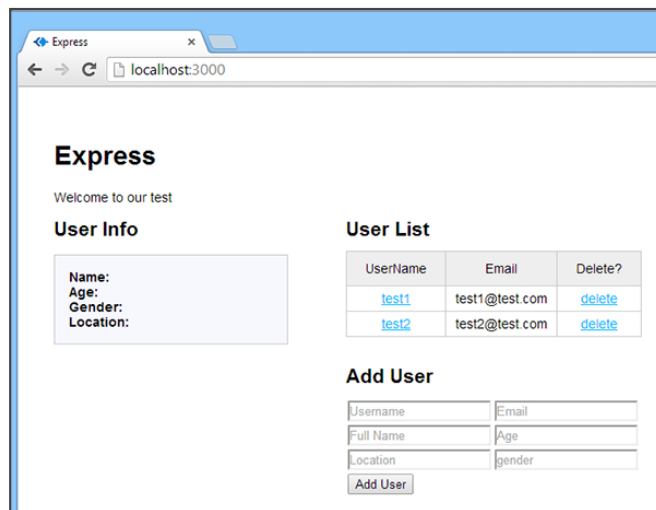 Express
localhost:3000
Express
Welcome to our test
User Info
Name:
Age:
Gender:
Location:
User List
UserName Email Delete?
test1 test1@test.com delete
test2 test2@test.com delete
Add User
Username Email
Full Name Age
Location gender
Add User